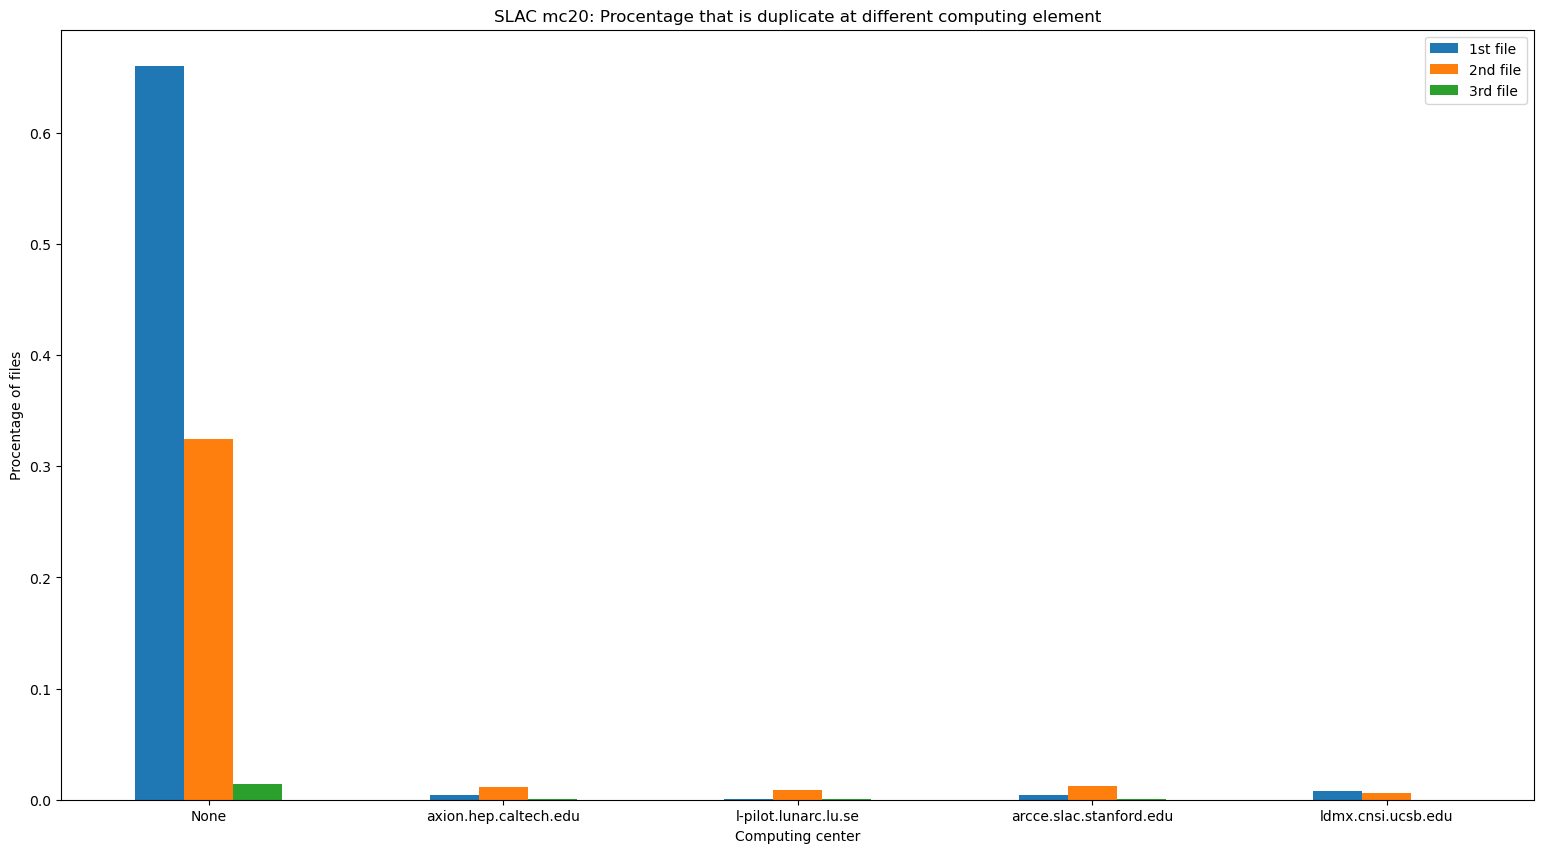 SLAC mc20: Procentage that is duplicate at different computing element
1st file
2nd file
3rd file
Procentage of files
0.6
0.5
0.4
0.3
0.2
0.1
0.0
None
axion.hep.caltech.edu
l-pilot.lunarc.lu.se
arcce.slac.stanford.edu
ldmx.cnsi.ucsb.edu
Computing center